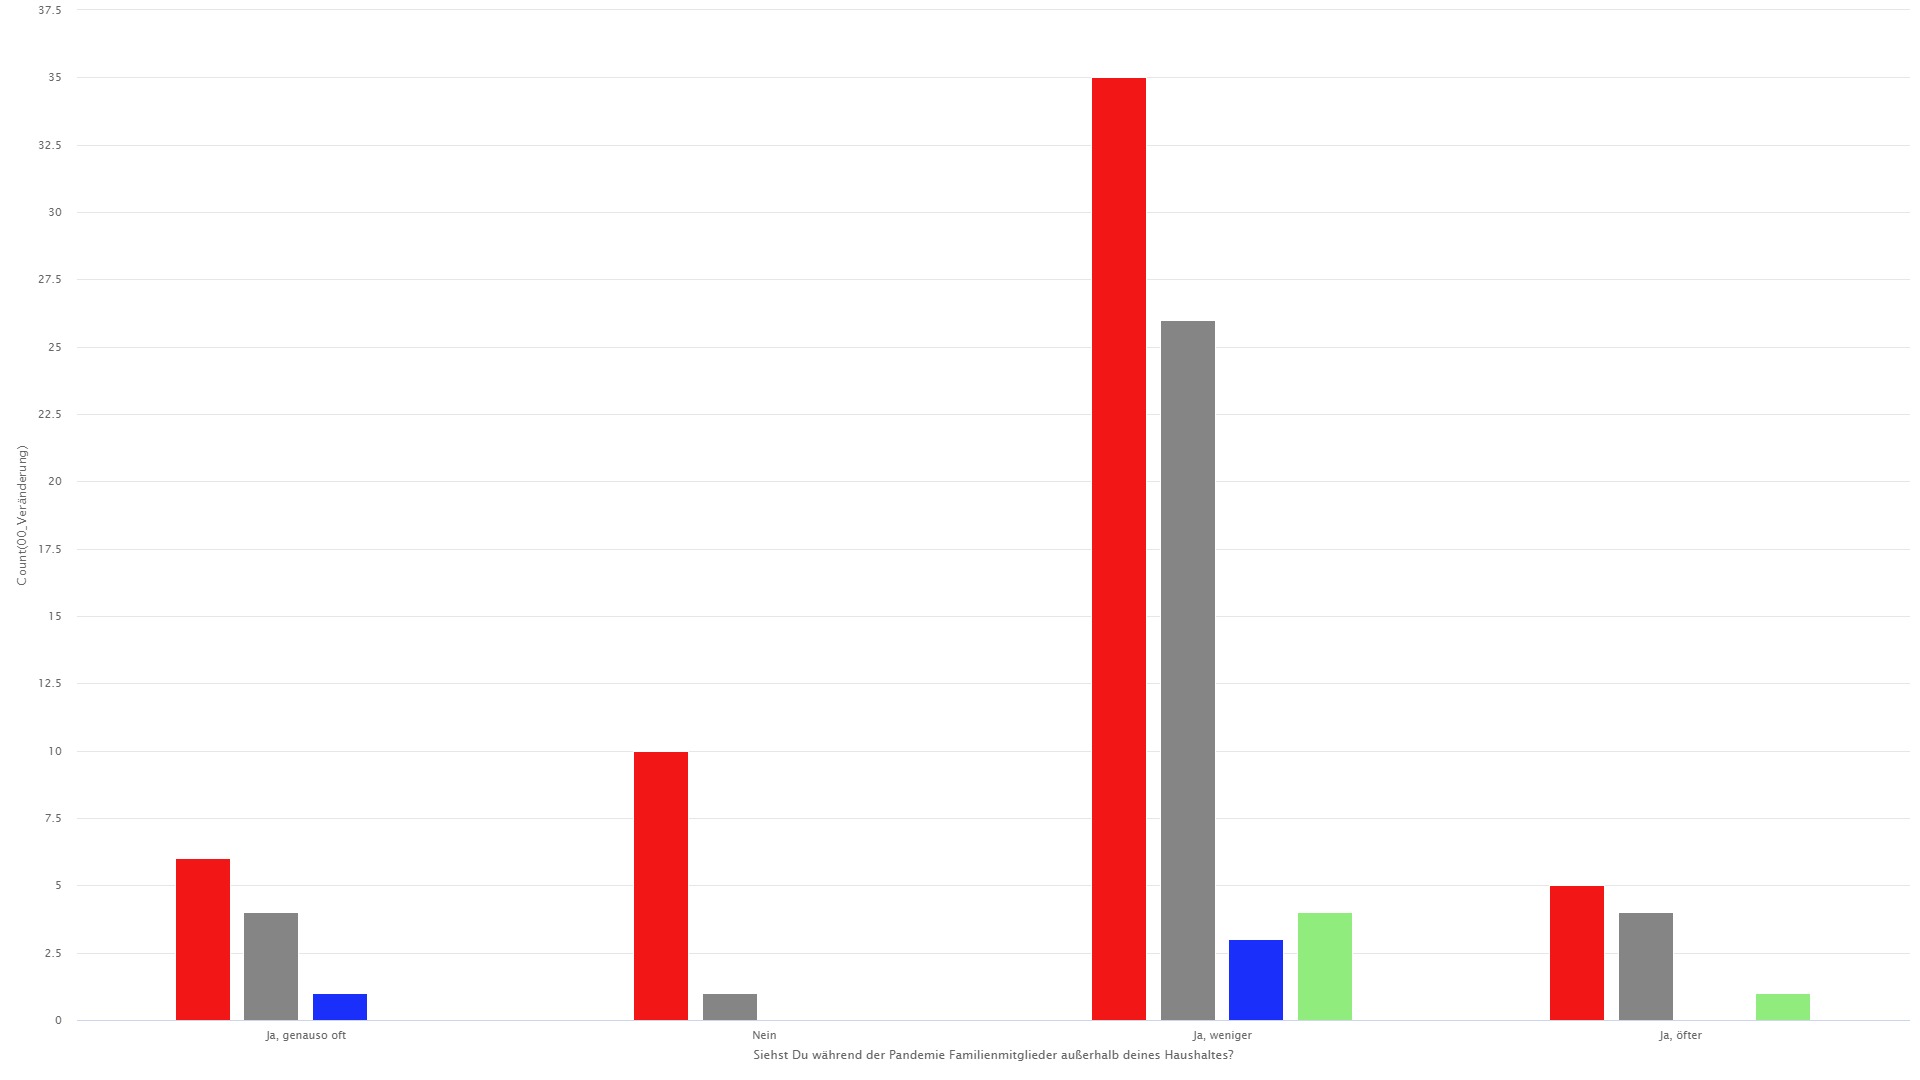 37.5
35
32.5
30
27.5
25
22.5
20
17.5
15
12.5
10
7.5
5
2.5
0
Count(00_Veränderung)
Ja, genauso oft
Nein
Ja, weniger
Ja, öfter
Siehst Du während der Pandemie Familienmitglieder außerhalb deines Haushaltes?